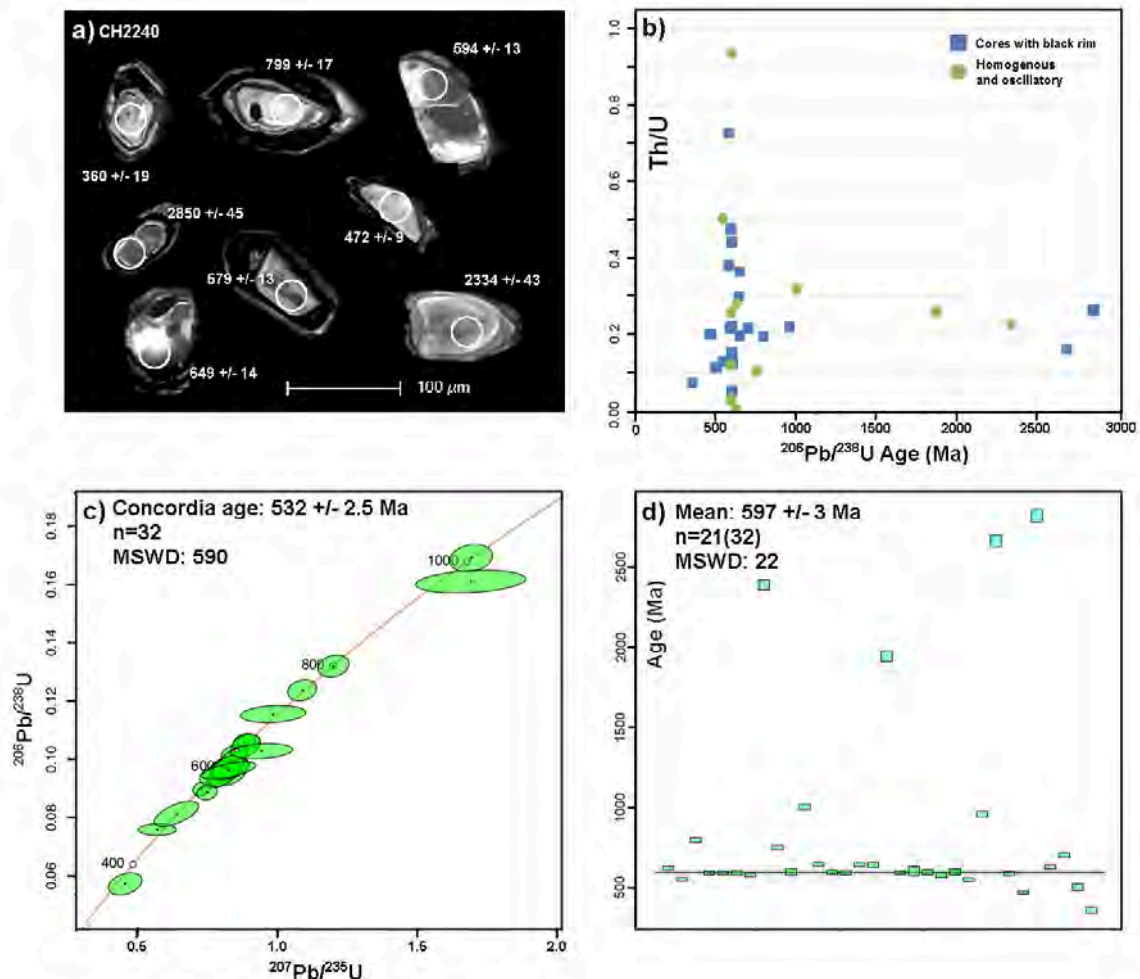 a) CH2240
799 +/- 17
594 +/- 13
360 +/- 19
2850 +/- 45
472 +/- 9
579 +/- 13
2334 +/- 43
649 +/- 14
100 µm
b)
Cores with black rim
Homogenous
and oscillatory
Th/U
1.0
0.8
0.6
0.4
0.2
0.00
0 500 1000 1500 2000 2500 3000
²⁰⁶Pb/²³⁸U Age (Ma)
c) Concordia age: 532 +/- 2.5 Ma
n=32
MSWD: 590
²⁰⁶Pb/²³⁸U
0.18
0.16
0.14
0.12
0.10
0.08
0.06
1000
800
600
400
0.5 1.0 1.5 2.0
²⁰⁷Pb/²³⁵U
d) Mean: 597 +/- 3 Ma
n=21(32)
MSWD: 22
Age (Ma)
2500
2000
1500
1000
500